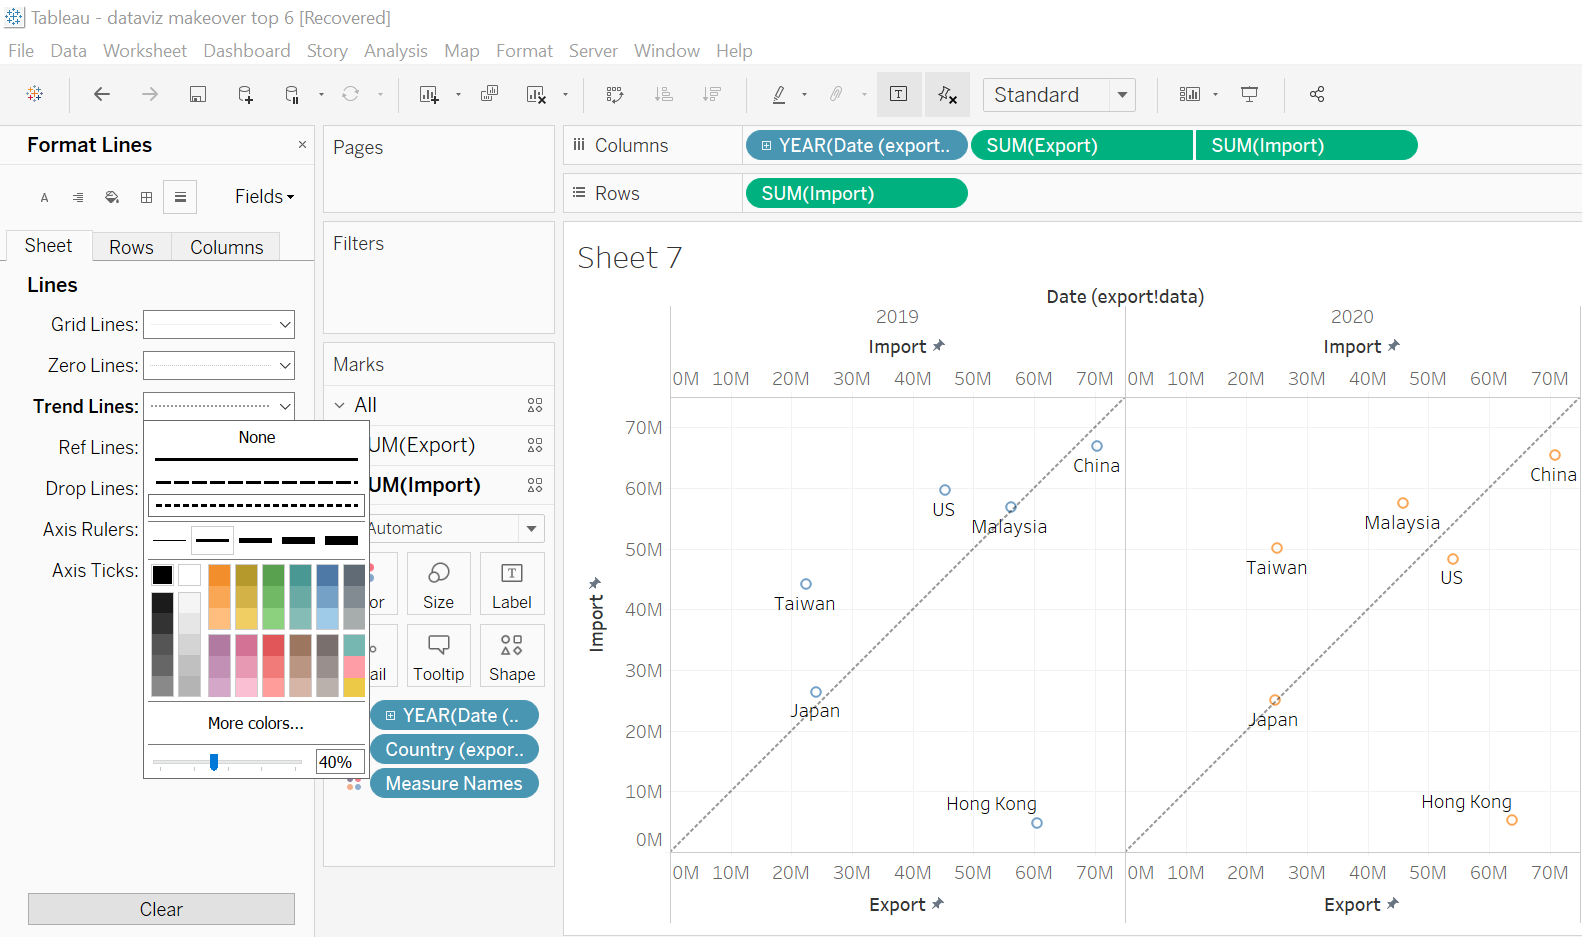 Tableau - dataviz makeover top 6 [Recovered]
File Data Worksheet Dashboard Story Analysis Map Format Server Window Help
Standard
Format Lines
Fields
Sheet Rows Columns
Lines
Grid Lines:
Zero Lines:
Trend Lines:
Ref Lines:
Drop Lines:
Axis Rulers:
Axis Ticks:
None
More colors...
40%
Clear
Pages
Filters
Marks
All
UM(Export)
UM(Import)
Automatic
or Size Label
ail Tooltip Shape
YEAR(Date (..
Country (expor..
Measure Names
Columns YEAR(Date (export.. SUM(Export) SUM(Import)
Rows SUM(Import)
Sheet 7
Date (export!data)
2019 2020
Import Import
0M 10M 20M 30M 40M 50M 60M 70M 0M 10M 20M 30M 40M 50M 60M 70M
Import
70M
60M
50M
40M
30M
20M
10M
0M
China
US
Malaysia
Taiwan
Japan
Hong Kong
China
Malaysia
Taiwan
US
Japan
Hong Kong
0M 10M 20M 30M 40M 50M 60M 70M 0M 10M 20M 30M 40M 50M 60M 70M
Export Export